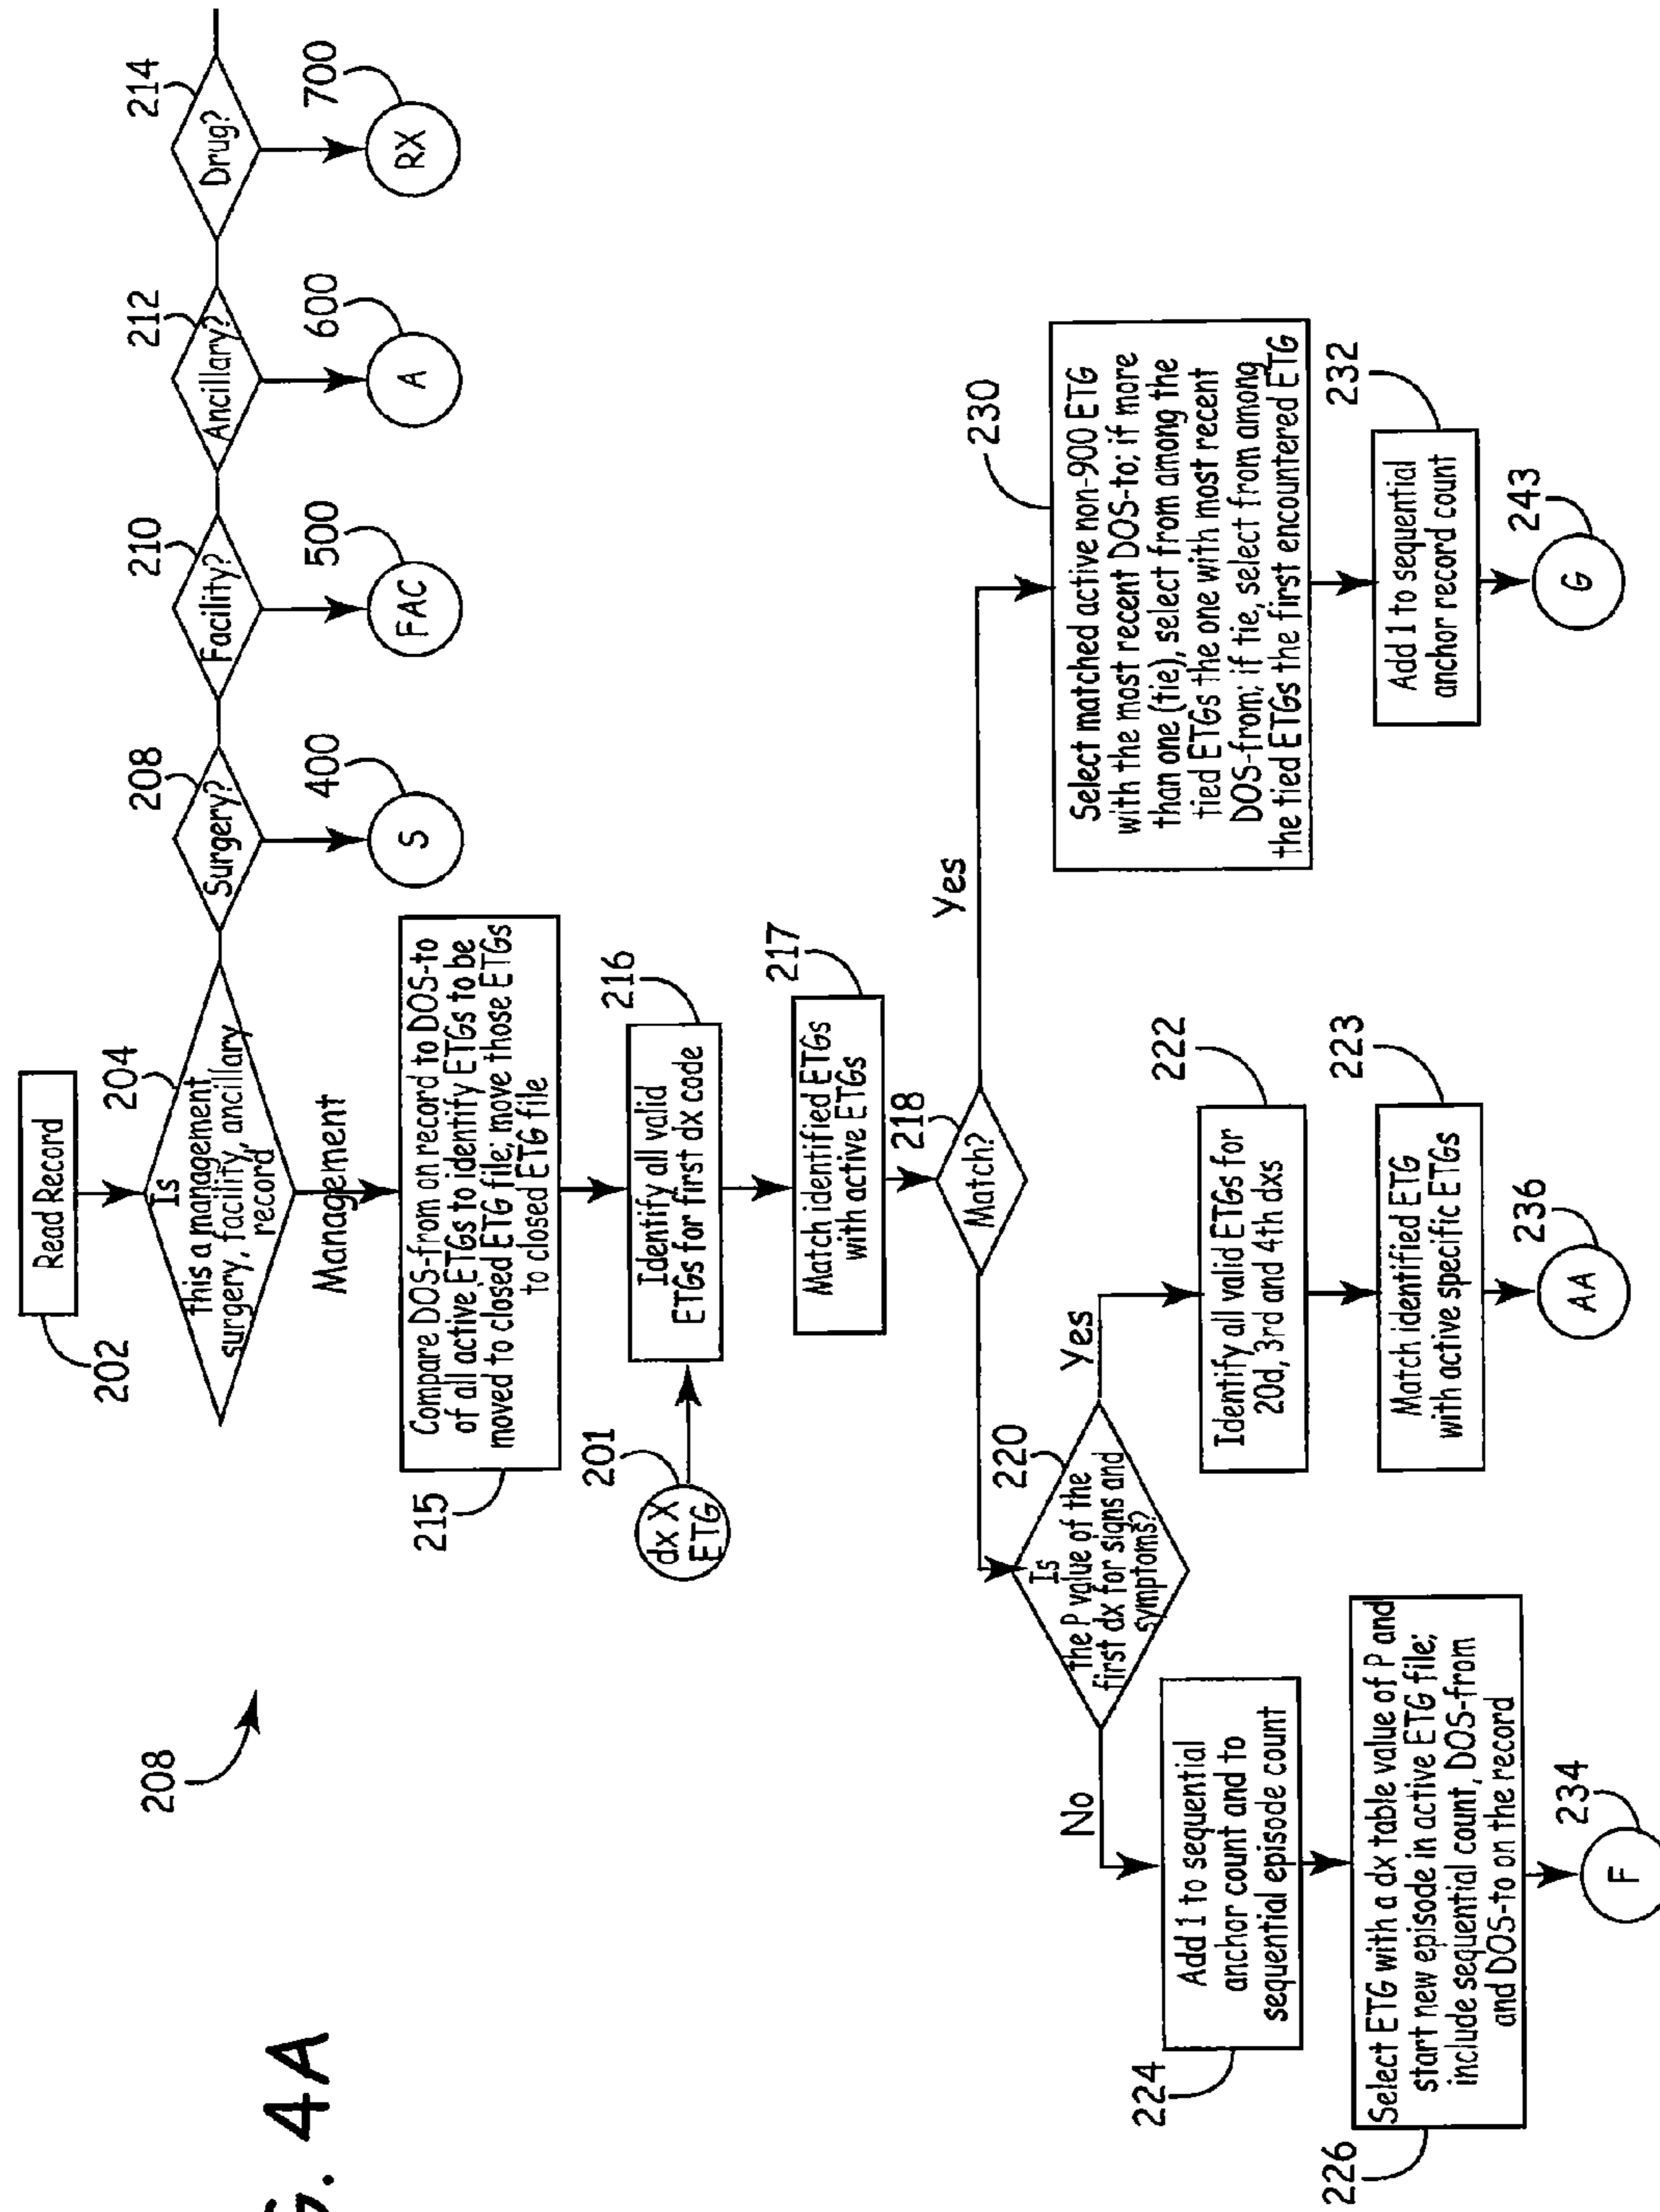 202
Read Record
204
Is
this a management
surgery, facility, ancillary
record
208
Surgery?
210
Facility?
212
Ancillary?
214
Drug?
400
S
500
FAC
600
A
700
RX
Management
215
Compare DOS-from on record to DOS-to
of all active ETGs to identify ETGs to be
moved to closed ETG file; move those ETGs
to closed ETG file
201
dx X
ETG
216
Identify all valid
ETGs for first dx code
217
Match identified ETGs
with active ETGs
218
Match?
Yes
230
Select matched active non-900 ETG
with the most recent DOS-to; if more
than one (tie), select from among the
tied ETGs the one with most recent
DOS-from; if tie, select from among
the tied ETGs the first encountered ETG
232
Add 1 to sequential
anchor record count
243
G
220
Is
the P value of the
first dx for signs and
symptoms?
Yes
222
Identify all valid ETGs for
20d, 3rd and 4th dxs
223
Match identified ETG
with active specific ETGs
236
AA
No
224
Add 1 to sequential
anchor count and to
sequential episode count
226
Select ETG with a dx table value of P and
start new episode in active ETG file;
include sequential count, DOS-from
and DOS-to on the record
234
F
208
G. 4A